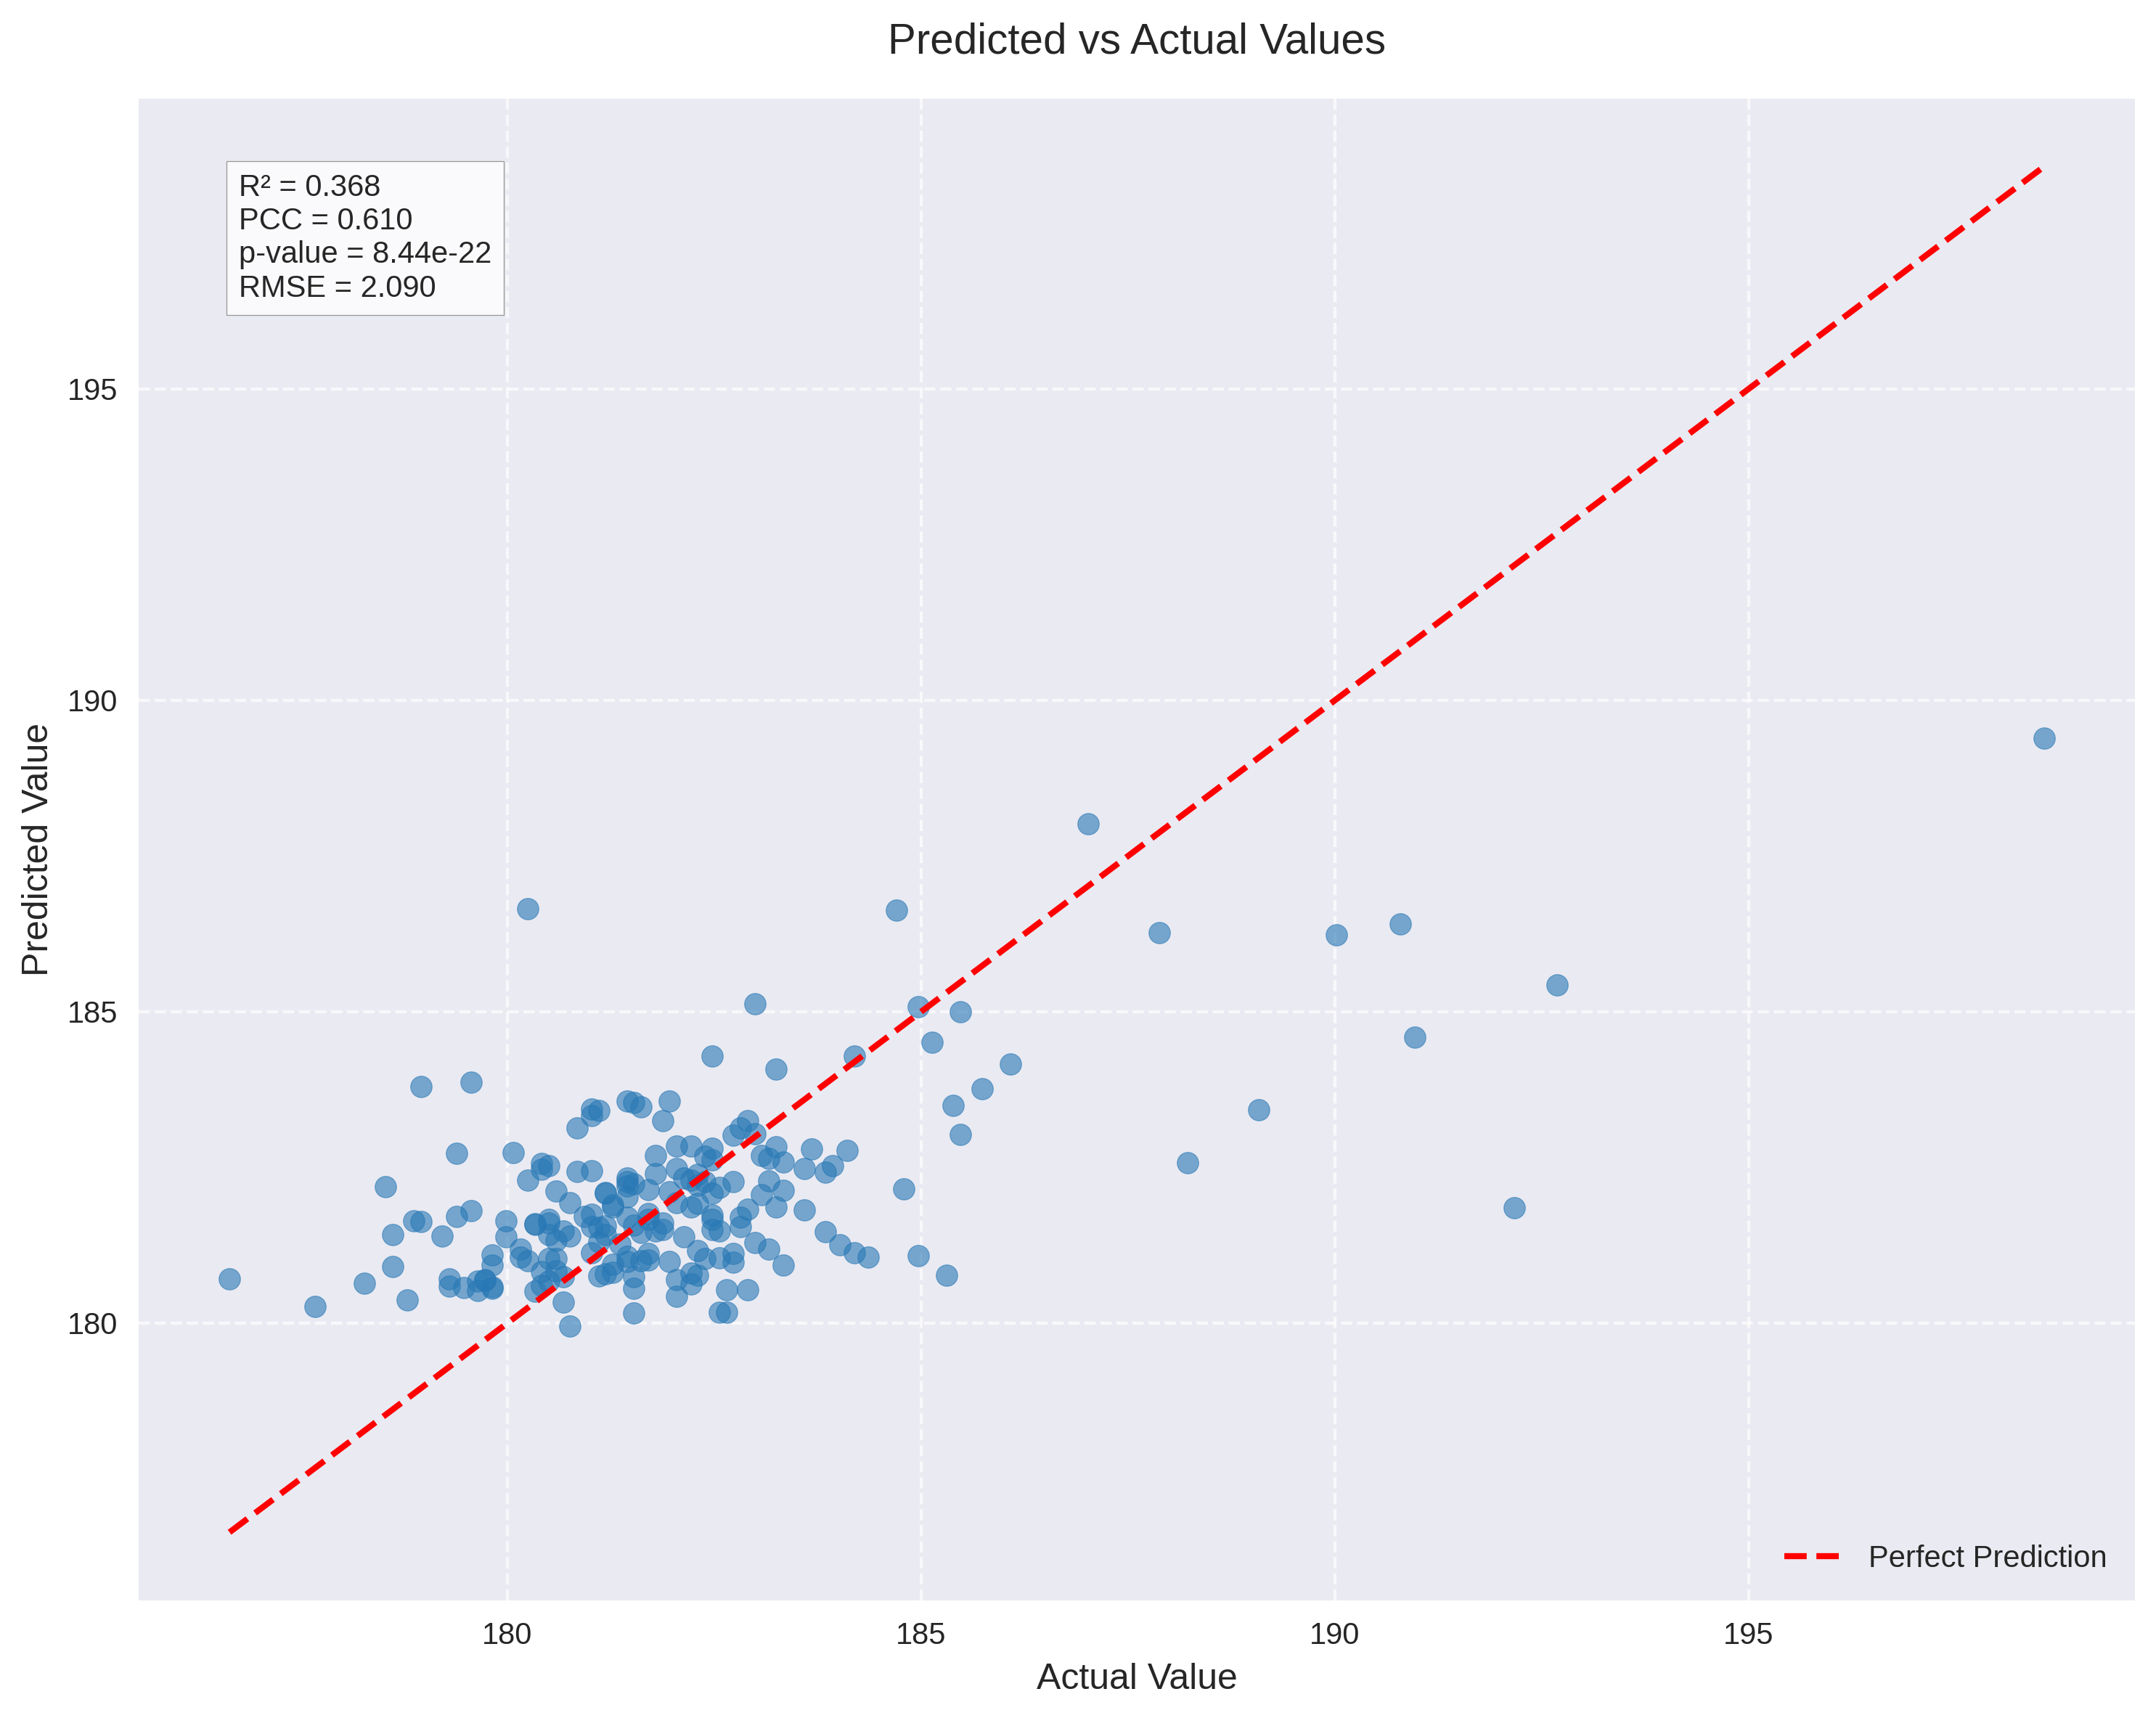 Predicted vs Actual Values
R² = 0.368
PCC = 0.610
p-value = 8.44e-22
RMSE = 2.090
195
190
185
180
Predicted Value
Perfect Prediction
180 185 190 195
Actual Value